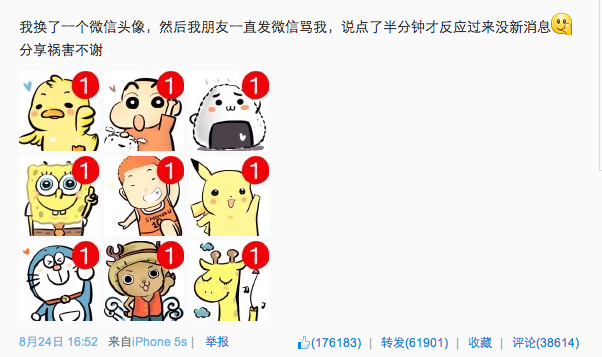 我换了一个微信头像，然后我朋友一直发微信骂我，说点了半分钟才反应过来没新消息
分享祸害不谢
1 1 1
1 1 1
1 1 1
8月24日 16:52 来自iPhone 5s | 举报 (176183) | 转发(61901) | 收藏 | 评论(38614)